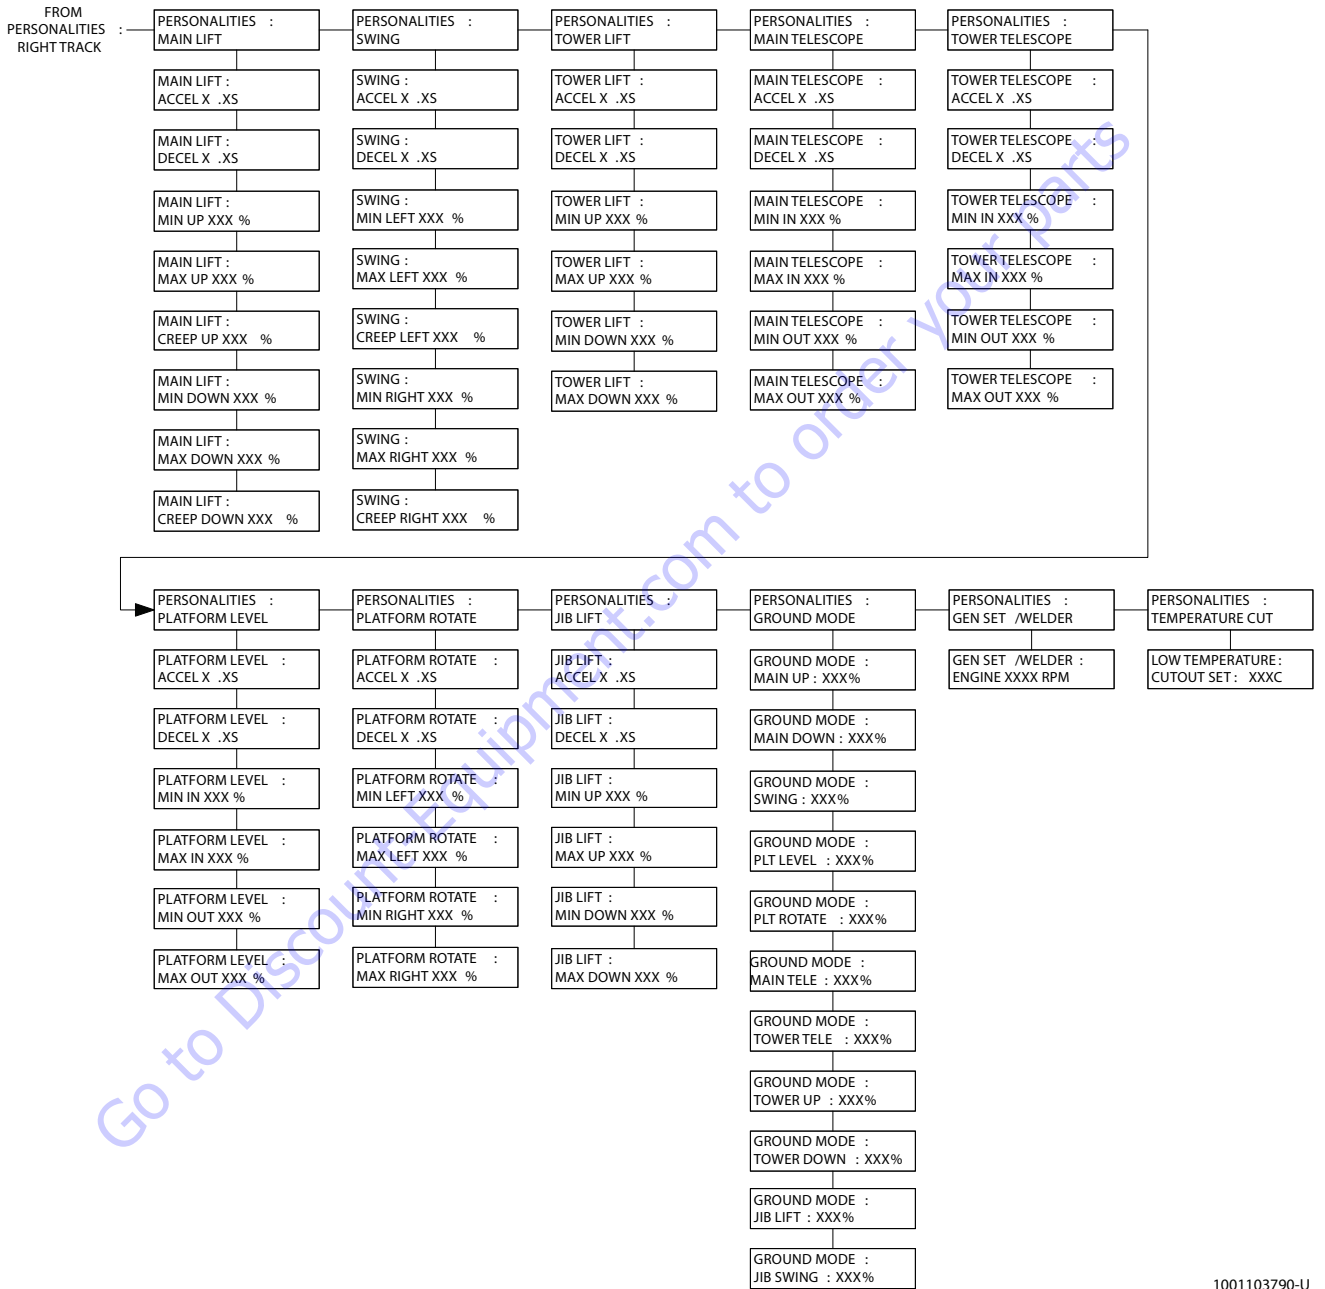 FROM
PERSONALITIES :
RIGHT TRACK
PERSONALITIES :
MAIN LIFT
MAIN LIFT :
ACCEL X .XS
MAIN LIFT :
DECEL X .XS
MAIN LIFT :
MIN UP XXX %
MAIN LIFT :
MAX UP XXX %
MAIN LIFT :
CREEP UP XXX %
MAIN LIFT :
MIN DOWN XXX %
MAIN LIFT :
MAX DOWN XXX %
MAIN LIFT :
CREEP DOWN XXX %
PERSONALITIES :
SWING
SWING :
ACCEL X .XS
SWING :
DECEL X .XS
SWING :
MIN LEFT XXX %
SWING :
MAX LEFT XXX %
SWING :
CREEP LEFT XXX %
SWING :
MIN RIGHT XXX %
SWING :
MAX RIGHT XXX %
SWING :
CREEP RIGHT XXX %
PERSONALITIES :
TOWER LIFT
TOWER LIFT :
ACCEL X .XS
TOWER LIFT :
DECEL X .XS
TOWER LIFT :
MIN UP XXX %
TOWER LIFT :
MAX UP XXX %
TOWER LIFT :
MIN DOWN XXX %
TOWER LIFT :
MAX DOWN XXX %
PERSONALITIES :
MAIN TELESCOPE
MAIN TELESCOPE :
ACCEL X .XS
MAIN TELESCOPE :
DECEL X .XS
MAIN TELESCOPE :
MIN IN XXX %
MAIN TELESCOPE :
MAX IN XXX %
MAIN TELESCOPE :
MIN OUT XXX %
MAIN TELESCOPE :
MAX OUT XXX %
PERSONALITIES :
TOWER TELESCOPE
TOWER TELESCOPE :
ACCEL X .XS
TOWER TELESCOPE :
DECEL X .XS
TOWER TELESCOPE :
MIN IN XXX %
TOWER TELESCOPE :
MAX IN XXX %
TOWER TELESCOPE :
MIN OUT XXX %
TOWER TELESCOPE :
MAX OUT XXX %
PERSONALITIES :
PLATFORM LEVEL
PLATFORM LEVEL :
ACCEL X .XS
PLATFORM LEVEL :
DECEL X .XS
PLATFORM LEVEL :
MIN IN XXX %
PLATFORM LEVEL :
MAX IN XXX %
PLATFORM LEVEL :
MIN OUT XXX %
PLATFORM LEVEL :
MAX OUT XXX %
PERSONALITIES :
PLATFORM ROTATE
PLATFORM ROTATE :
ACCEL X .XS
PLATFORM ROTATE :
DECEL X .XS
PLATFORM ROTATE :
MIN LEFT XXX %
PLATFORM ROTATE :
MAX LEFT XXX %
PLATFORM ROTATE :
MIN RIGHT XXX %
PLATFORM ROTATE :
MAX RIGHT XXX %
PERSONALITIES :
JIB LIFT
JIB LIFT :
ACCEL X .XS
JIB LIFT :
DECEL X .XS
JIB LIFT :
MIN UP XXX %
JIB LIFT :
MAX UP XXX %
JIB LIFT :
MIN DOWN XXX %
JIB LIFT :
MAX DOWN XXX %
PERSONALITIES :
GROUND MODE
GROUND MODE :
MAIN UP : XXX%
GROUND MODE :
MAIN DOWN : XXX%
GROUND MODE :
SWING : XXX%
GROUND MODE :
PLT LEVEL : XXX%
GROUND MODE :
PLT ROTATE : XXX%
GROUND MODE :
MAIN TELE : XXX%
GROUND MODE :
TOWER TELE : XXX%
GROUND MODE :
TOWER UP : XXX%
GROUND MODE :
TOWER DOWN : XXX%
GROUND MODE :
JIB LIFT : XXX%
GROUND MODE :
JIB SWING : XXX%
PERSONALITIES :
GEN SET /WELDER
GEN SET /WELDER :
ENGINE XXXX RPM
PERSONALITIES :
TEMPERATURE CUT
LOW TEMPERATURE :
CUTOUT SET : XXXC
Go to Discount-Equipment.com to order your parts
1001103790-U